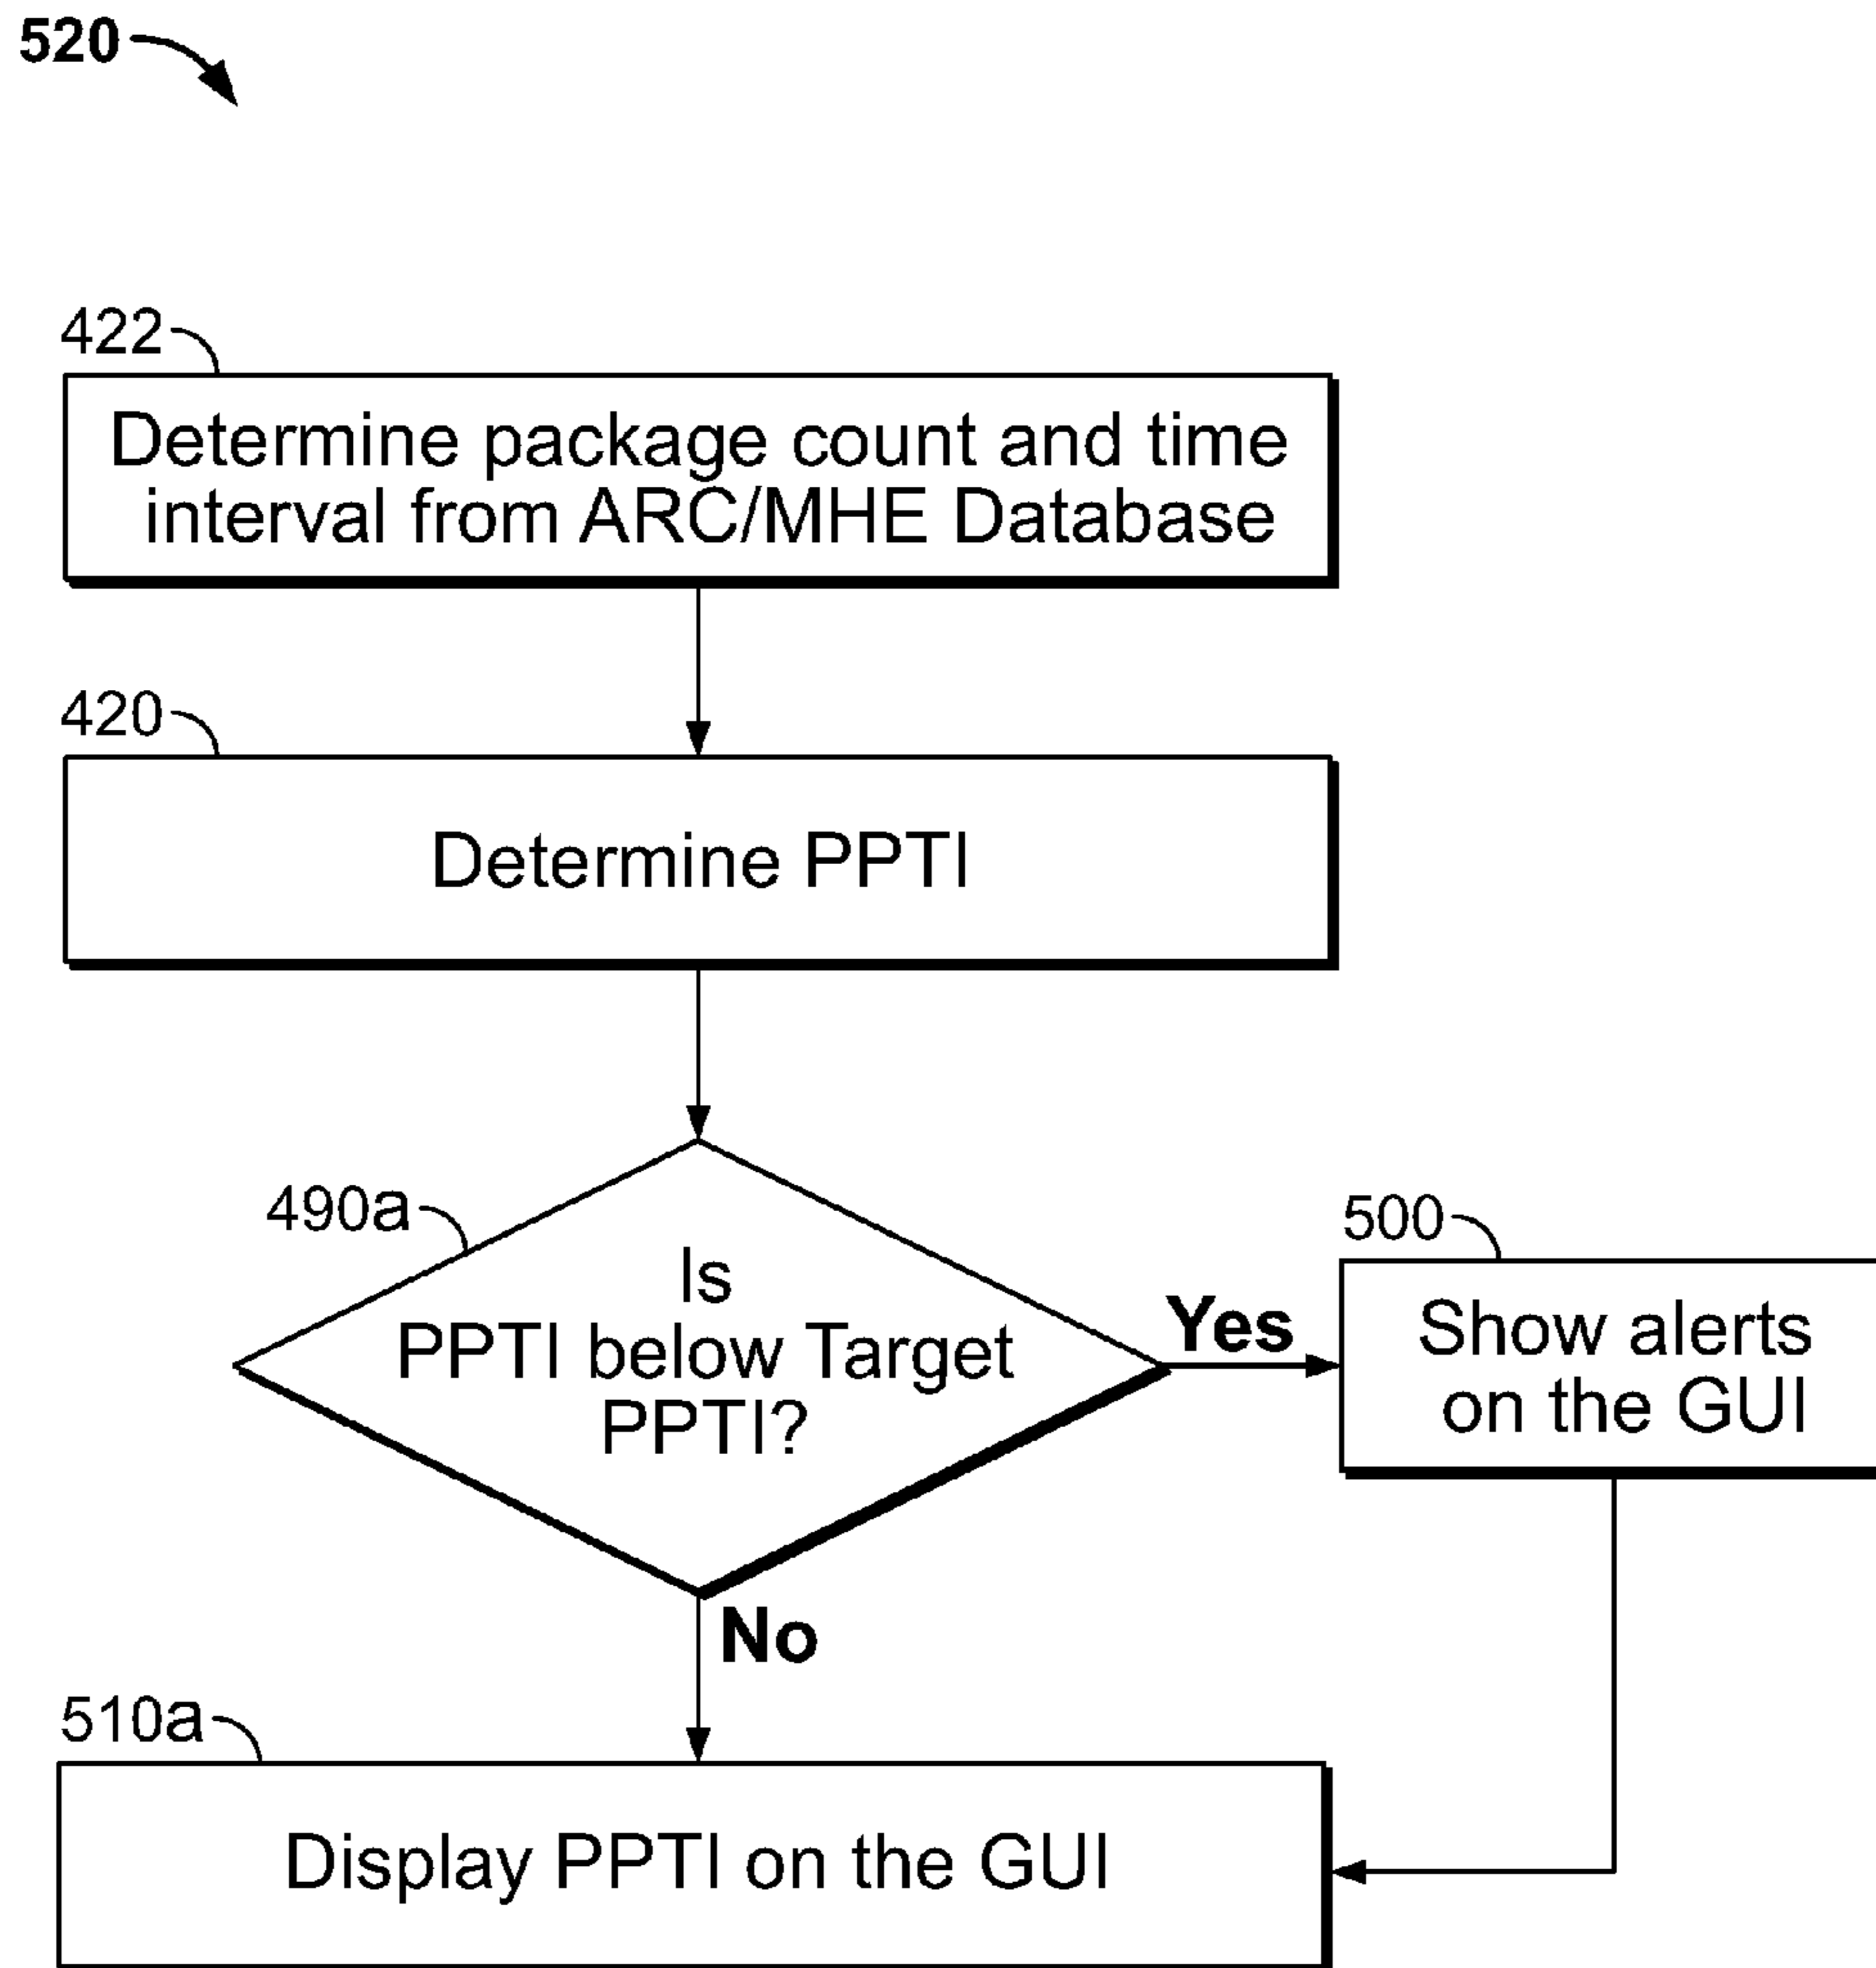 520
422
Determine package count and time
interval from ARC/MHE Database
420
Determine PPTI
490a
Is
PPTI below Target
PPTI?
Yes
500
Show alerts
on the GUI
No
510a
Display PPTI on the GUI